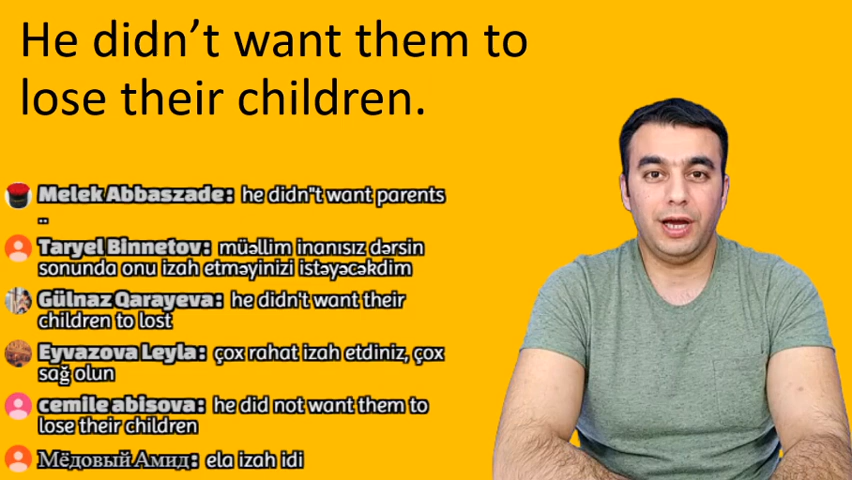 He didn’t want them to
lose their children.
Melek Abbaszade: he didn"t want parents
..
Taryel Binnetov: müəllim inanısız dərsin
sonunda onu izah etməyinizi istəyəcəkdim
Gülnaz Qarayeva: he didn't want their
children to lost
Eyvazova Leyla: çox rahat izah etdiniz, çox
sağ olun
cemile abisova: he did not want them to
lose their children
Мёдовый Амид: ela izah idi